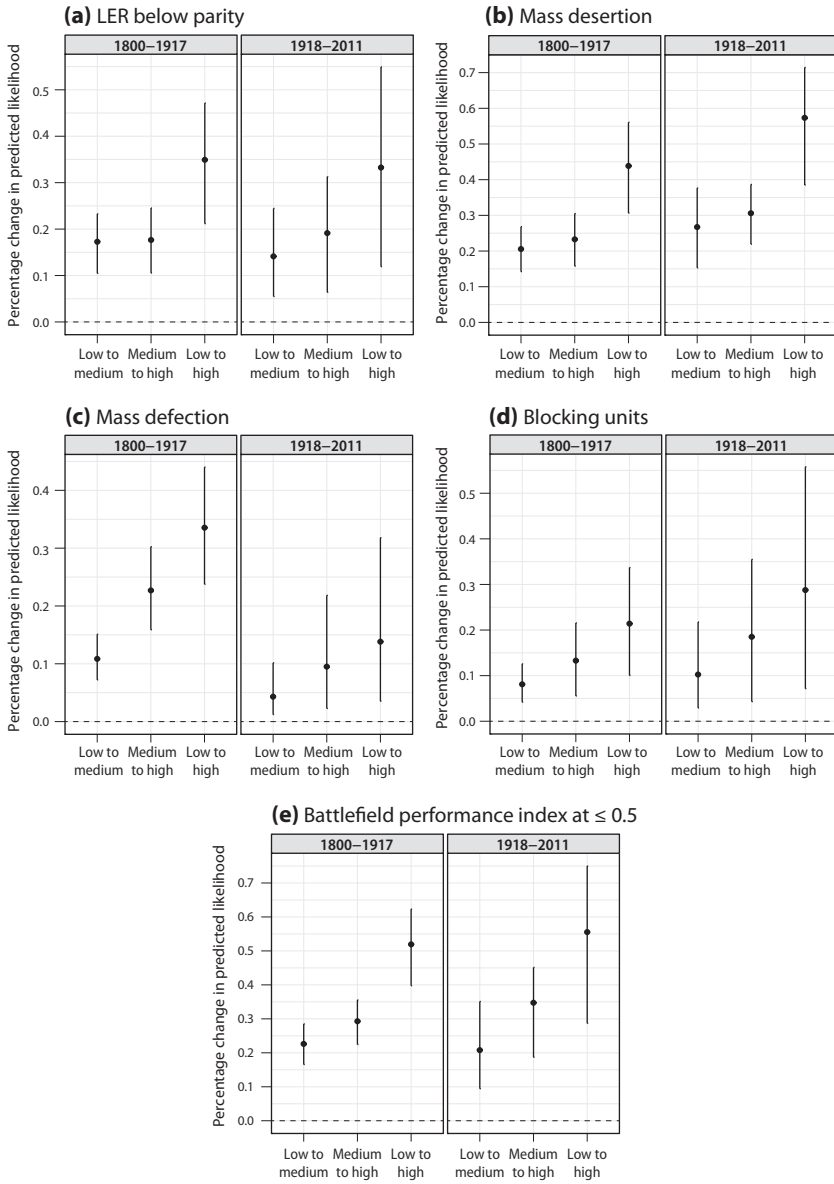 (a) LER below parity
1800–1917
1918–2011
Percentage change in predicted likelihood
0.5
0.4
0.3
0.2
0.1
0.0
Low to medium
Medium to high
Low to high
Low to medium
Medium to high
Low to high
(b) Mass desertion
1800–1917
1918–2011
Percentage change in predicted likelihood
0.7
0.6
0.5
0.4
0.3
0.2
0.1
0.0
Low to medium
Medium to high
Low to high
Low to medium
Medium to high
Low to high
(c) Mass defection
1800–1917
1918–2011
Percentage change in predicted likelihood
0.4
0.3
0.2
0.1
0.0
Low to medium
Medium to high
Low to high
Low to medium
Medium to high
Low to high
(d) Blocking units
1800–1917
1918–2011
Percentage change in predicted likelihood
0.5
0.4
0.3
0.2
0.1
0.0
Low to medium
Medium to high
Low to high
Low to medium
Medium to high
Low to high
(e) Battlefield performance index at ≤ 0.5
1800–1917
1918–2011
Percentage change in predicted likelihood
0.7
0.6
0.5
0.4
0.3
0.2
0.1
0.0
Low to medium
Medium to high
Low to high
Low to medium
Medium to high
Low to high